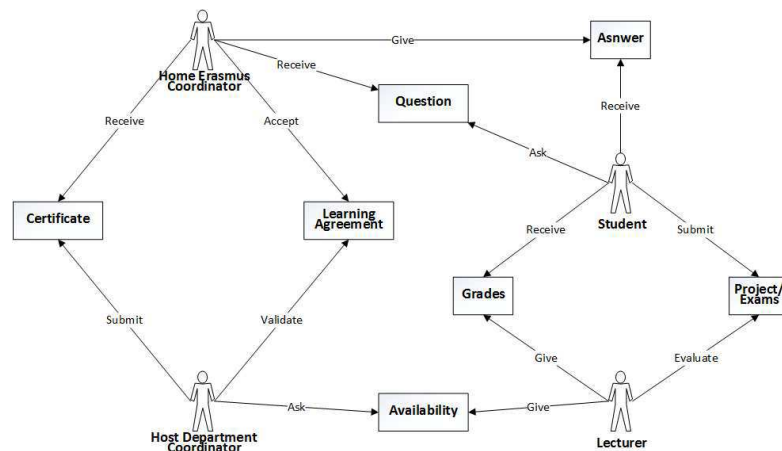 Give
Asnwer
Home Erasmus
Coordinator
Receive
Question
Receive
Accept
Receive
Ask
Certificate
Learning
Agreement
Student
Receive
Submit
Grades
Project/
Exams
Submit
Validate
Give
Evaluate
Ask
Availability
Give
Host Department
Coordinator
Lecturer